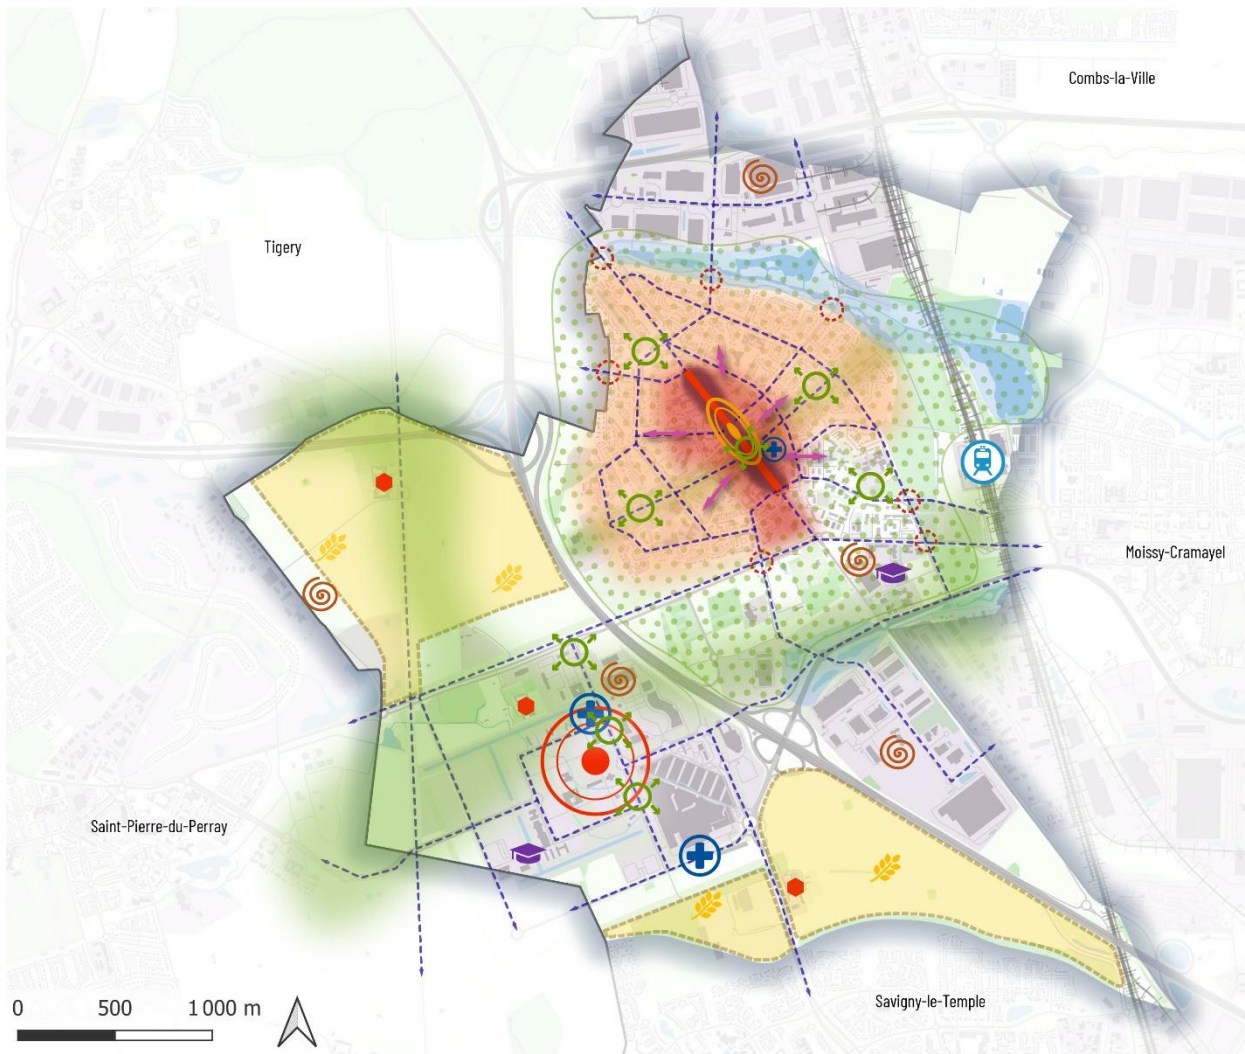 Combs-la-Ville
Tigery
Moissy-Cramayel
Saint-Pierre-du-Perray
Savigny-le-Temple
0 500 1 000 m